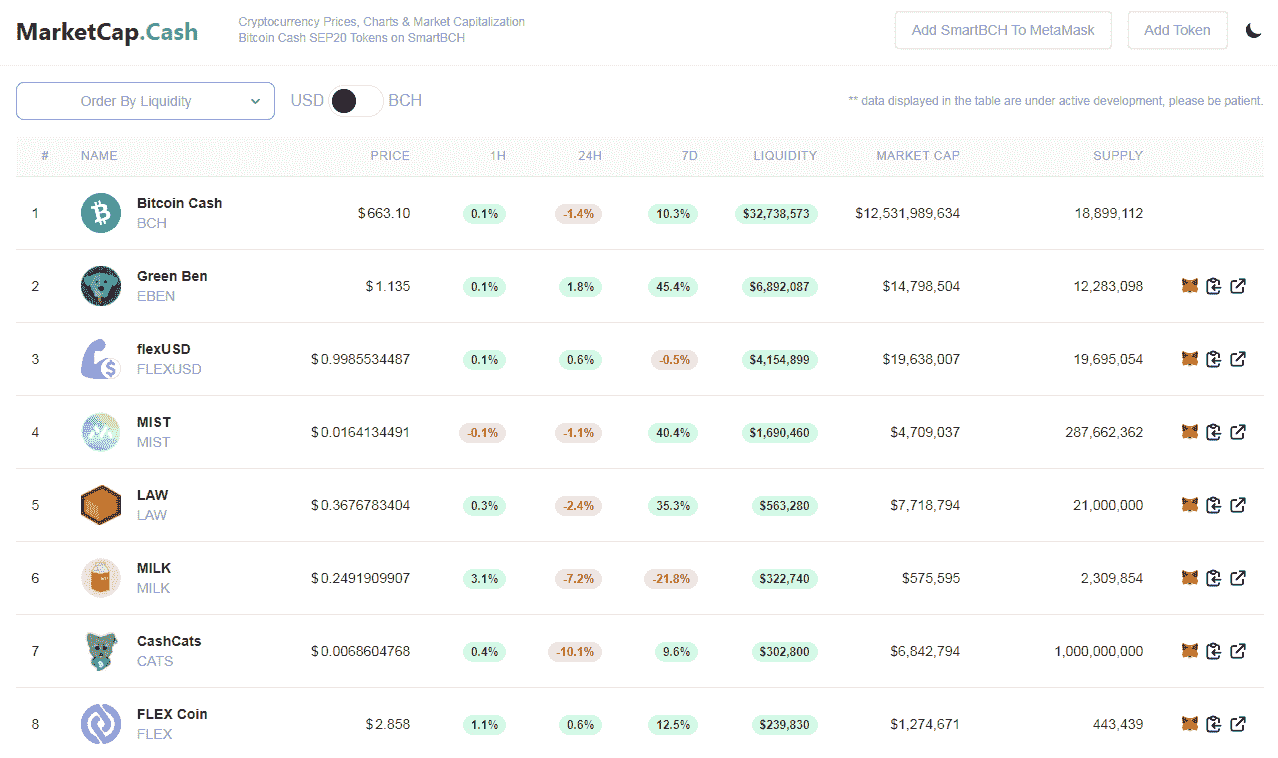 MarketCap.Cash
Cryptocurrency Prices, Charts & Market Capitalization
Bitcoin Cash SEP20 Tokens on SmartBCH
Add SmartBCH To MetaMask
Add Token
Order By Liquidity
USD BCH
** data displayed in the table are under active development, please be patient.
# NAME PRICE 1H 24H 7D LIQUIDITY MARKET CAP SUPPLY
1 Bitcoin Cash BCH $663.10 0.1% -1.4% 10.3% $32,738,573 $12,531,989,634 18,899,112
2 Green Ben EBEN $1.135 0.1% 1.8% 45.4% $6,892,087 $14,798,504 12,283,098
3 flexUSD FLEXUSD $0.9985534487 0.1% 0.6% -0.5% $4,154,899 $19,638,007 19,695,054
4 MIST MIST $0.0164134491 -0.1% -1.1% 40.4% $1,690,460 $4,709,037 287,662,362
5 LAW LAW $0.3676783404 0.3% -2.4% 35.3% $563,280 $7,718,794 21,000,000
6 MILK MILK $0.2491909907 3.1% -7.2% -21.8% $322,740 $575,595 2,309,854
7 CashCats CATS $0.0068604768 0.4% -10.1% 9.6% $302,800 $6,842,794 1,000,000,000
8 FLEX Coin FLEX $2.858 1.1% 0.6% 12.5% $239,830 $1,274,671 443,439